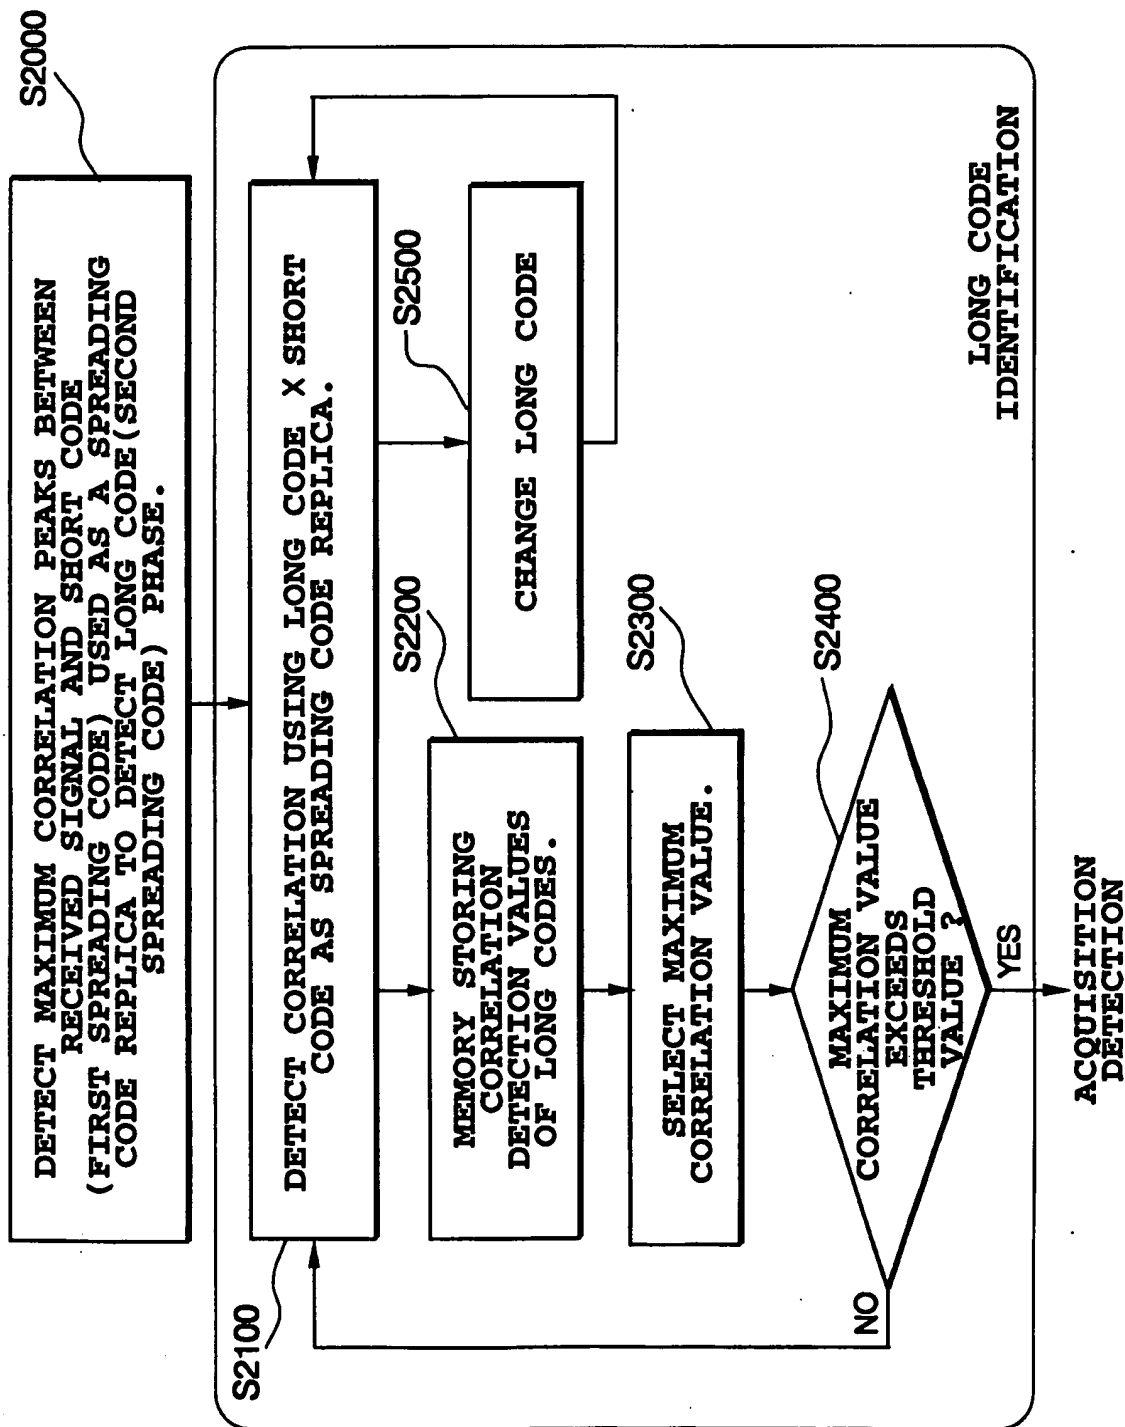 S2000
DETECT MAXIMUM CORRELATION PEAKS BETWEEN
RECEIVED SIGNAL AND SHORT CODE
(FIRST SPREADING CODE) USED AS A SPREADING
CODE REPLICA TO DETECT LONG CODE(SECOND
SPREADING CODE) PHASE.
S2100
DETECT CORRELATION USING LONG CODE X SHORT
CODE AS SPREADING CODE REPLICA.
S2200
MEMORY STORING
CORRELATION
DETECTION VALUES
OF LONG CODES.
S2500
CHANGE LONG CODE
S2300
SELECT MAXIMUM
CORRELATION VALUE.
S2400
MAXIMUM
CORRELATION VALUE
EXCEEDS
THRESHOLD
VALUE ?
NO
YES
LONG CODE
IDENTIFICATION
ACQUISITION
DETECTION